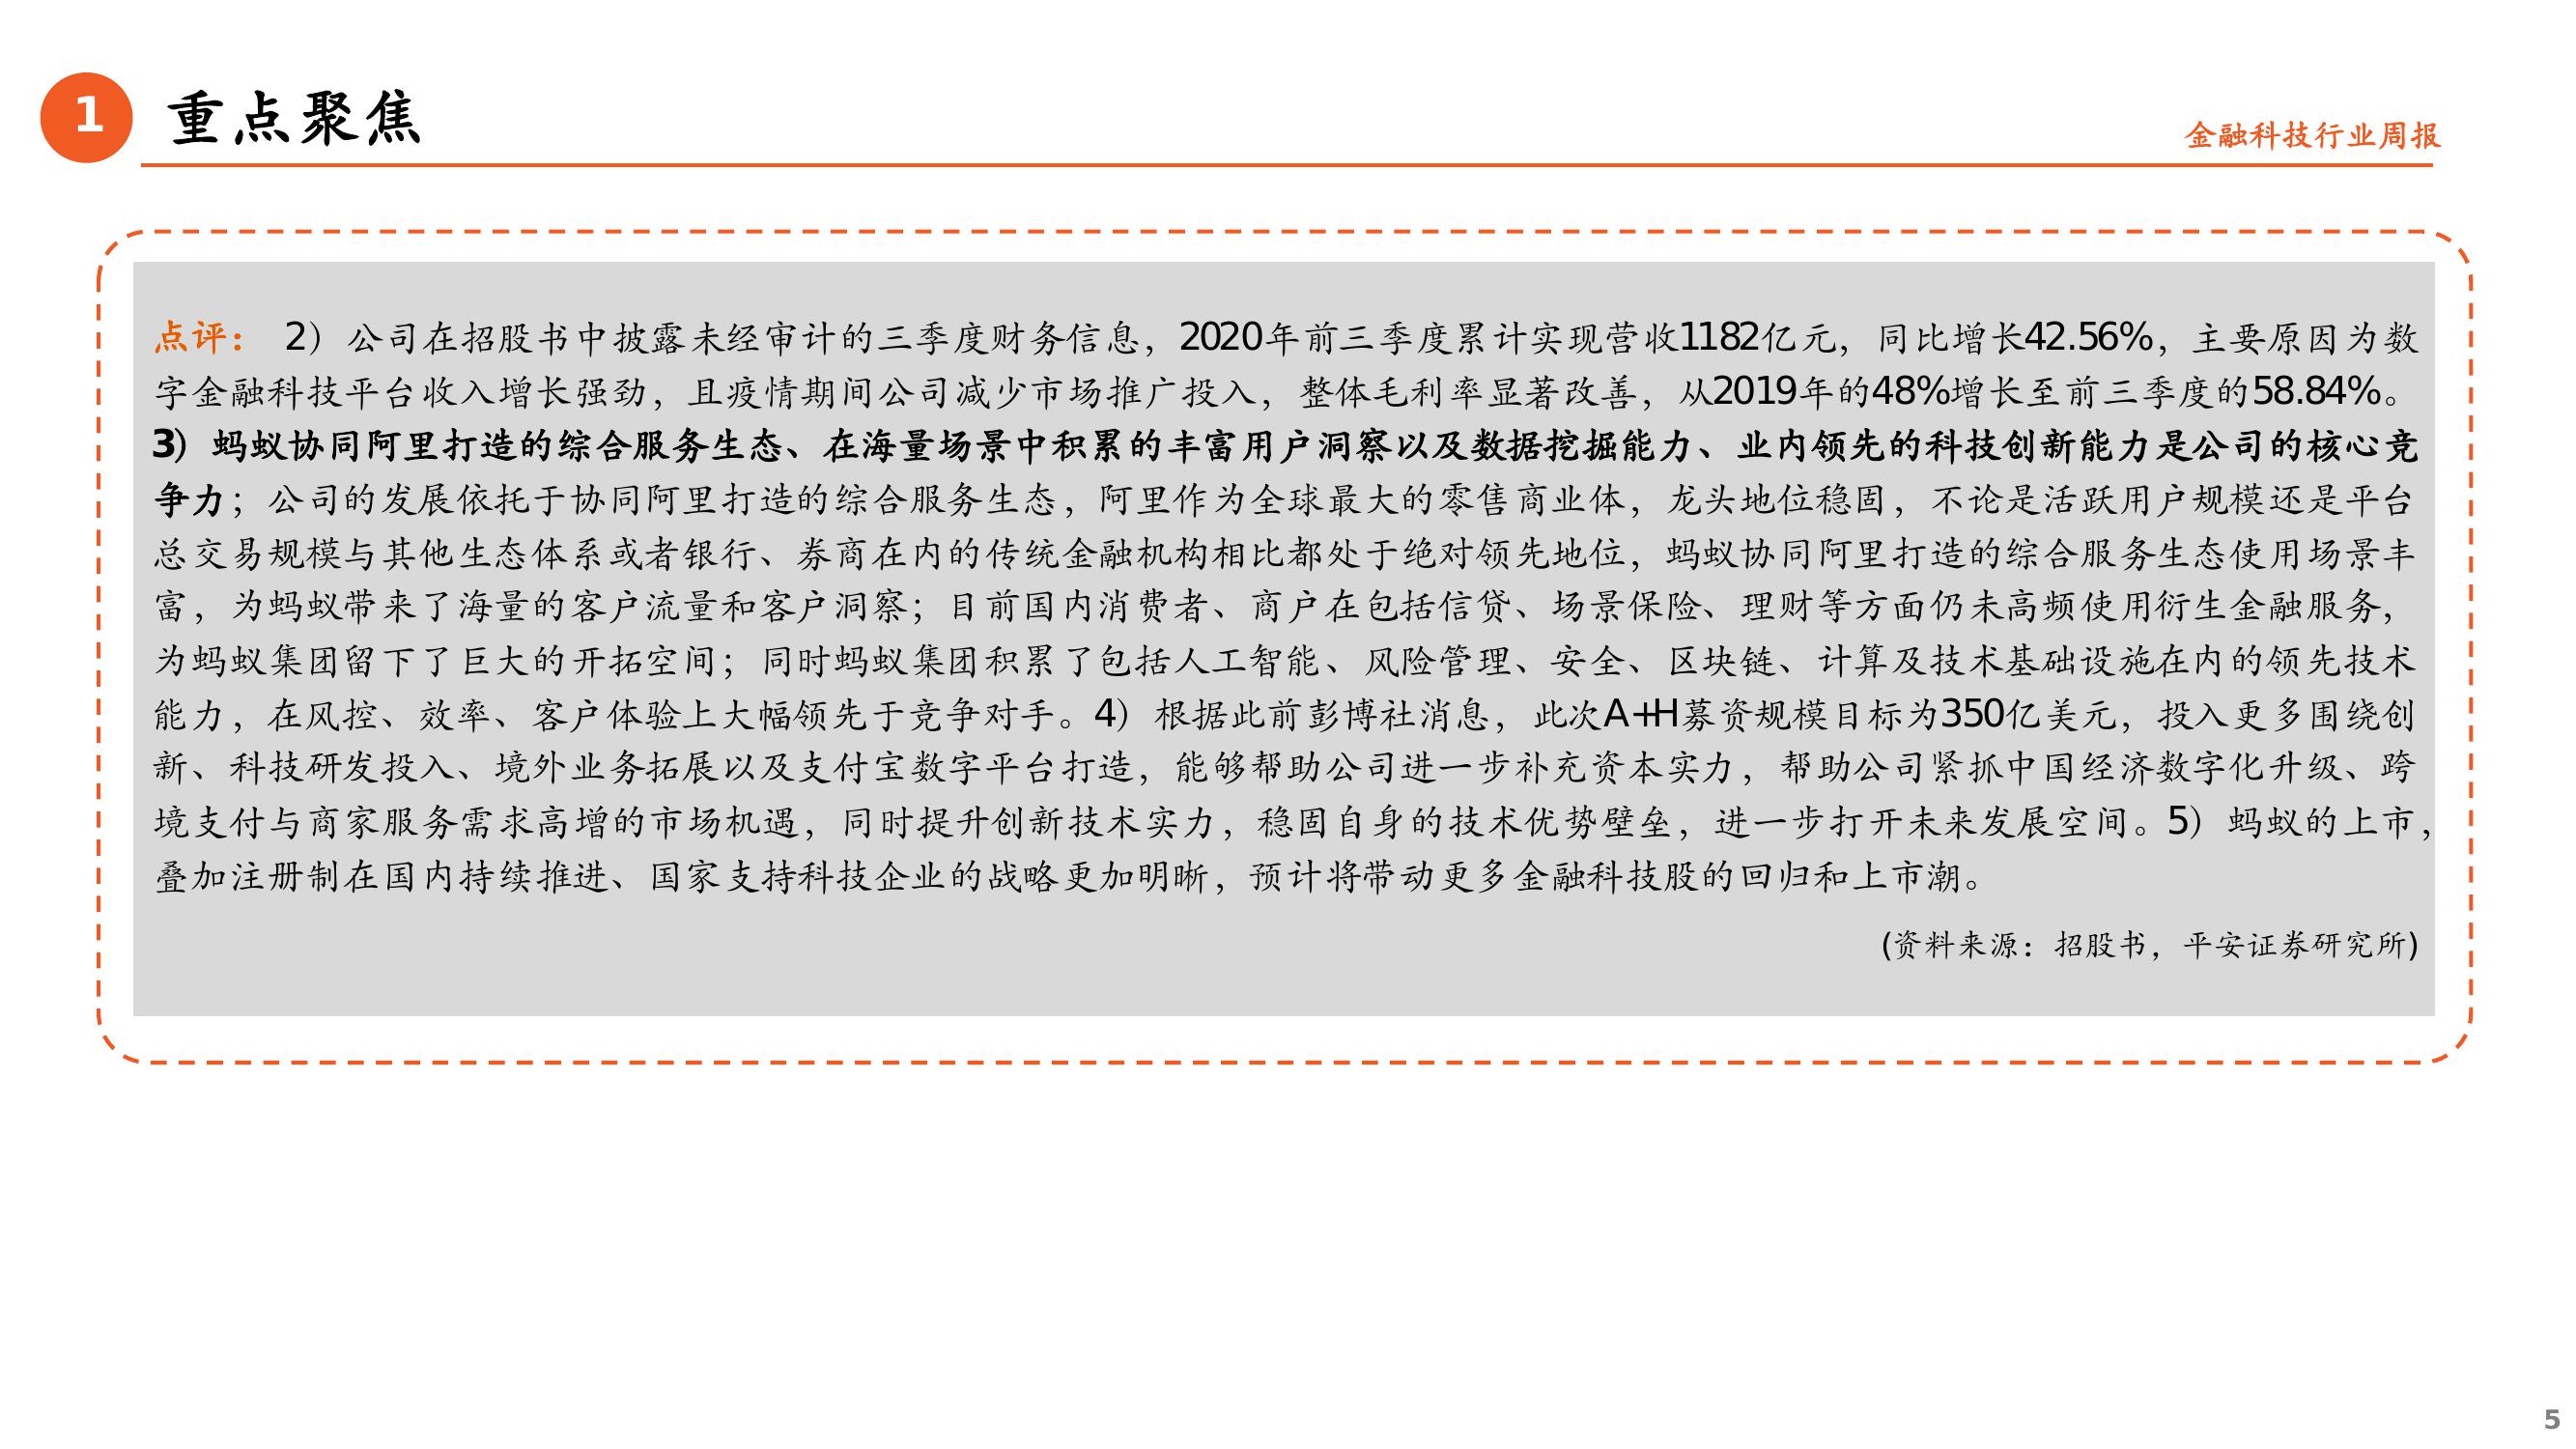 1
重点聚焦
金融科技行业周报
点评： 2）公司在招股书中披露未经审计的三季度财务信息，2020年前三季度累计实现营收1182亿元，同比增长42.56%，主要原因为数
字金融科技平台收入增长强劲，且疫情期间公司减少市场推广投入，整体毛利率显著改善，从2019年的48%增长至前三季度的58.84%。
3）蚂蚁协同阿里打造的综合服务生态、在海量场景中积累的丰富用户洞察以及数据挖掘能力、业内领先的科技创新能力是公司的核心竞
争力；公司的发展依托于协同阿里打造的综合服务生态，阿里作为全球最大的零售商业体，龙头地位稳固，不论是活跃用户规模还是平台
总交易规模与其他生态体系或者银行、券商在内的传统金融机构相比都处于绝对领先地位，蚂蚁协同阿里打造的综合服务生态使用场景丰
富，为蚂蚁带来了海量的客户流量和客户洞察；目前国内消费者、商户在包括信贷、场景保险、理财等方面仍未高频使用衍生金融服务，
为蚂蚁集团留下了巨大的开拓空间；同时蚂蚁集团积累了包括人工智能、风险管理、安全、区块链、计算及技术基础设施在内的领先技术
能力，在风控、效率、客户体验上大幅领先于竞争对手。4）根据此前彭博社消息，此次A+H募资规模目标为350亿美元，投入更多围绕创
新、科技研发投入、境外业务拓展以及支付宝数字平台打造，能够帮助公司进一步补充资本实力，帮助公司紧抓中国经济数字化升级、跨
境支付与商家服务需求高增的市场机遇，同时提升创新技术实力，稳固自身的技术优势壁垒，进一步打开未来发展空间。5）蚂蚁的上市，
叠加注册制在国内持续推进、国家支持科技企业的战略更加明晰，预计将带动更多金融科技股的回归和上市潮。
(资料来源：招股书，平安证券研究所)
5